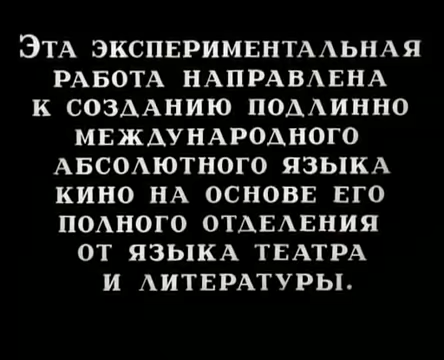 Эта экспериментальная
работа направлена
к созданию подлинно
международного
абсолютного языка
кино на основе его
полного отделения
от языка театра
и литературы.